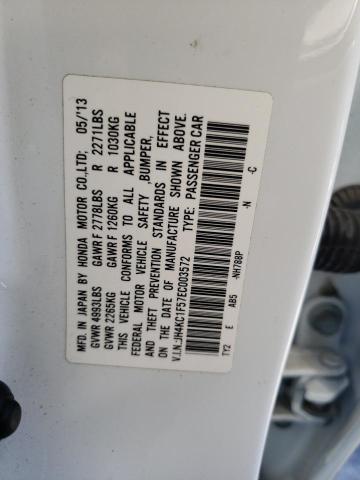 MFD. IN JAPAN BY HONDA MOTOR CO.,LTD; 05/'13
GVWR 4993LBS GAWR F 2778LBS R 2271LBS
GVWR 2265KG GAWR F 1260KG R 1030KG
THIS VEHICLE CONFORMS TO ALL APPLICABLE
FEDERAL MOTOR VEHICLE SAFETY ,BUMPER,
AND THEFT PREVENTION STANDARDS IN EFFECT
ON THE DATE OF MANUFACTURE SHOWN ABOVE.
V.I.N.:JH4KC1F57EC003572 TYPE: PASSENGER CAR
TY2 E AB5 -NH788P -N -C